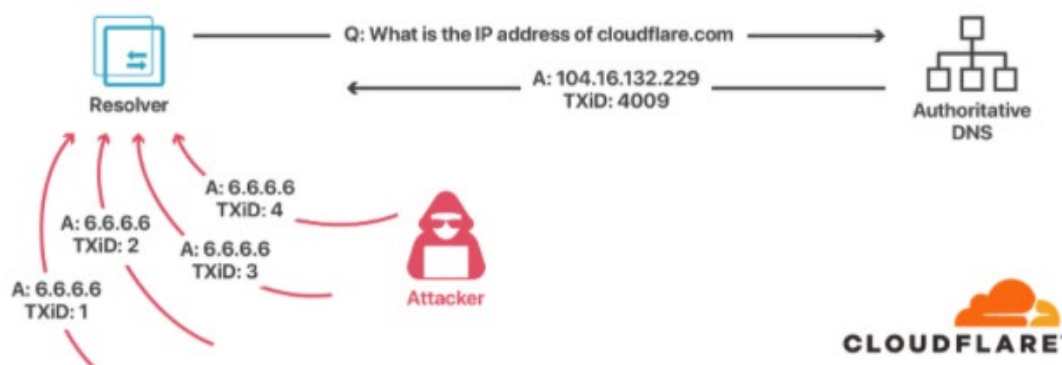 Q: What is the IP address of cloudflare.com
A: 104.16.132.229
TXiD: 4009
Resolver
Authoritative
DNS
A: 6.6.6.6
TXiD: 4
A: 6.6.6.6
TXiD: 2
A: 6.6.6.6
TXiD: 3
A: 6.6.6.6
TXiD: 1
Attacker
CLOUDFLARE